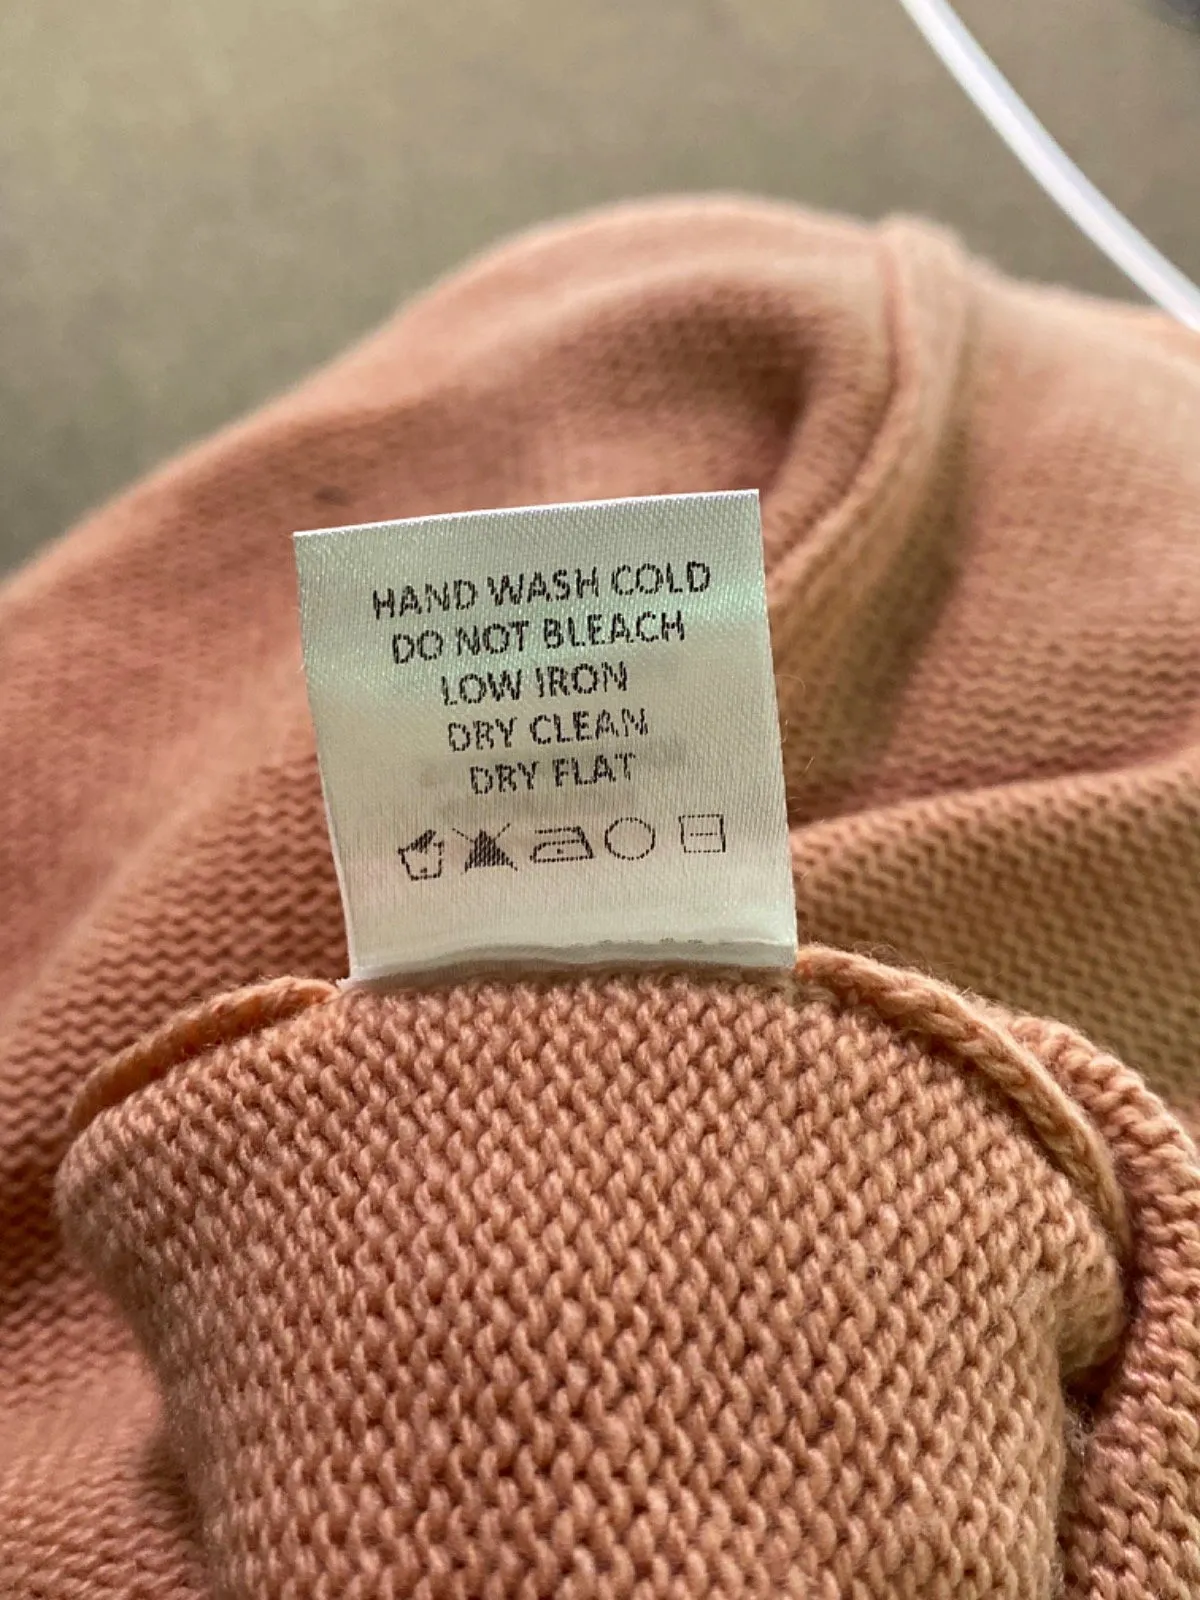 HAND WASH COLD
DO NOT BLEACH
LOW IRON
DRY CLEAN
DRY FLAT